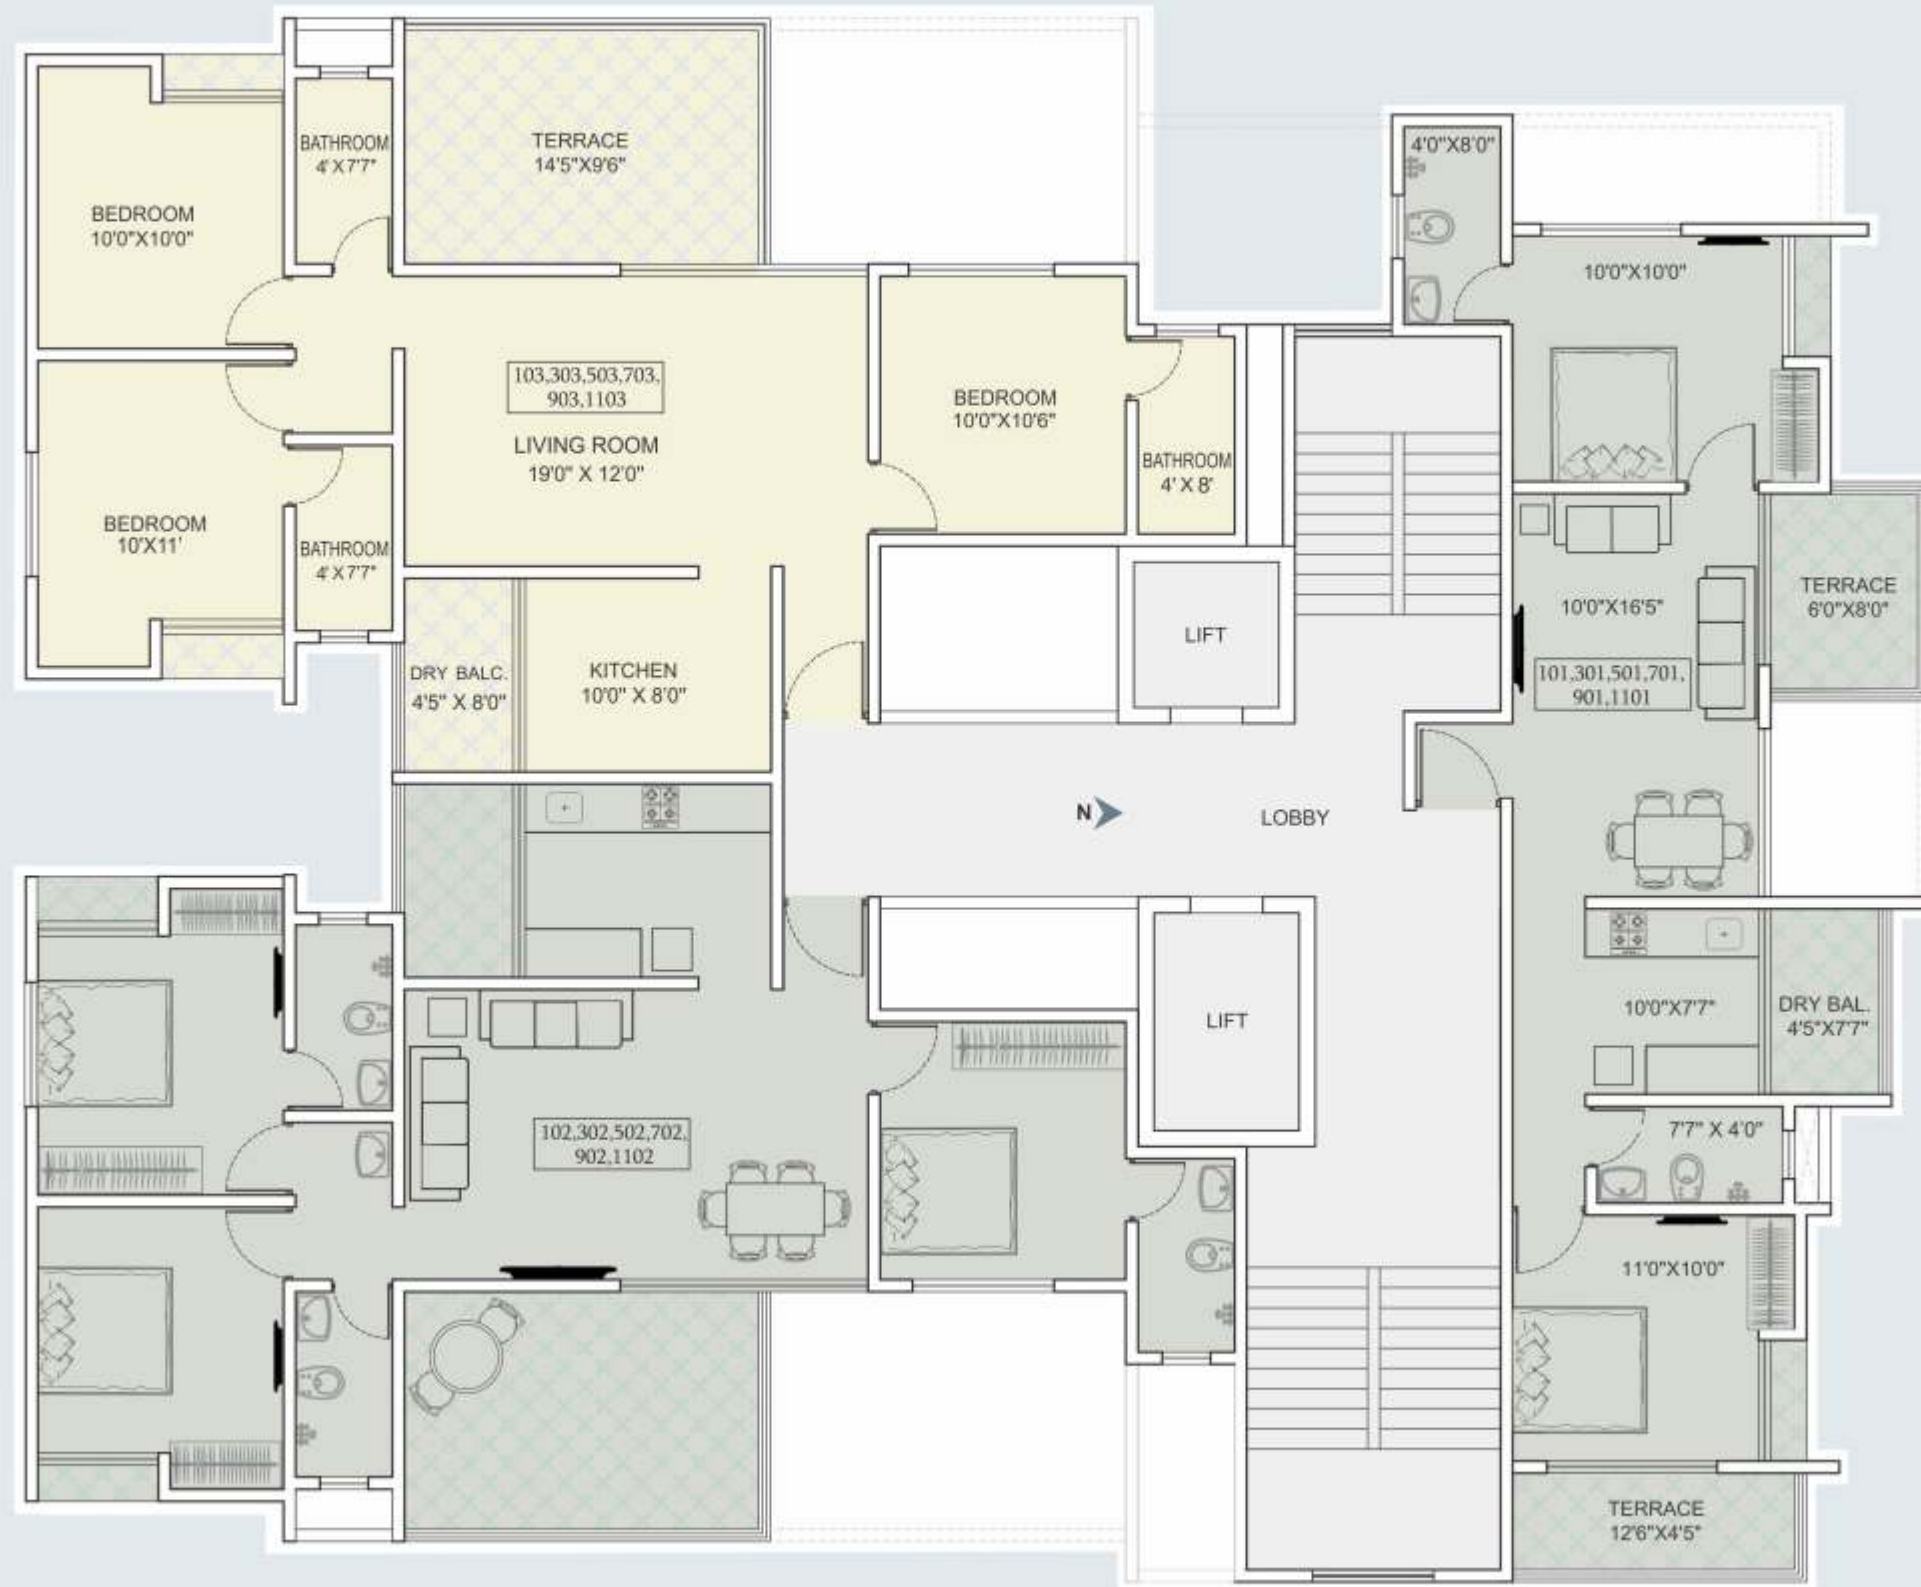 BATHROOM
4'X7'7"
TERRACE
14'5"X9'6"
4'0"X8'0"
BEDROOM
10'0"X10'0"
10'0"X10'0"
103,303,503,703,
903,1103
LIVING ROOM
19'0" X 12'0"
BEDROOM
10'0"X10'6"
BATHROOM
4' X 8'
BEDROOM
10'X11'
BATHROOM
4'X7'7"
LIFT
10'0"X16'5"
TERRACE
6'0"X8'0"
DRY BALC.
4'5" X 8'0"
KITCHEN
10'0" X 8'0"
101,301,501,701,
901,1101
N
LOBBY
LIFT
10'0"X7'7"
DRY BAL.
4'5"X7'7"
102,302,502,702,
902,1102
7'7" X 4'0"
11'0"X10'0"
TERRACE
12'6"X4'5"